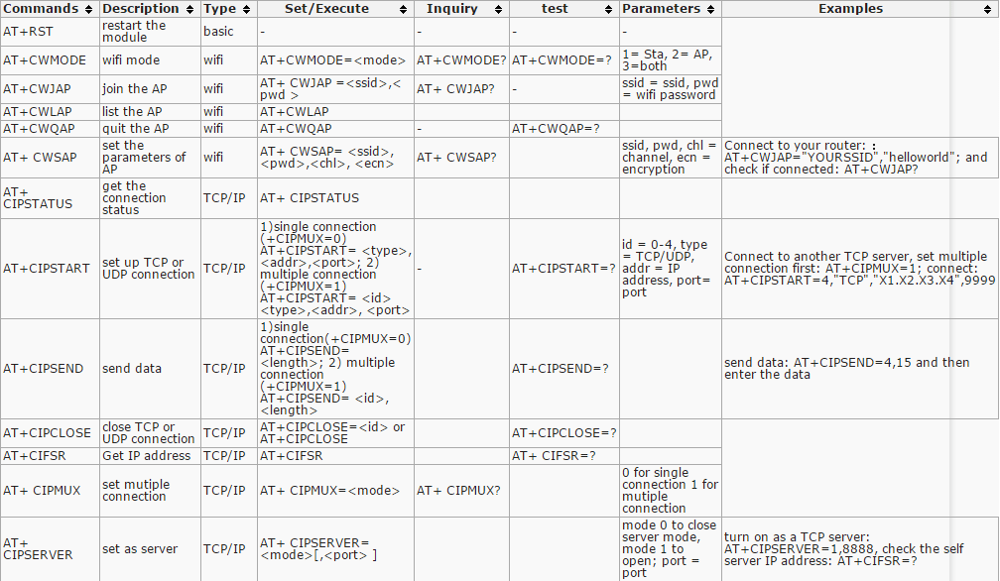 Commands Description Type Set/Execute Inquiry test Parameters Examples
AT+RST restart the module basic - - - -
AT+CWMODE wifi mode wifi AT+CWMODE=<mode> AT+CWMODE? AT+CWMODE=? 1= Sta, 2= AP, 3=both
AT+CWJAP join the AP wifi AT+ CWJAP =<ssid>,< pwd > AT+ CWJAP? - ssid = ssid, pwd = wifi password
AT+CWLAP list the AP wifi AT+CWLAP
AT+CWQAP quit the AP wifi AT+CWQAP - AT+CWQAP=?
AT+ CWSAP set the parameters of AP wifi AT+ CWSAP= <ssid>, <pwd>,<chl>, <ecn> AT+ CWSAP? ssid, pwd, chl = channel, ecn = encryption Connect to your router: : AT+CWJAP="YOURSSID","helloworld"; and check if connected: AT+CWJAP?
AT+ CIPSTATUS get the connection status TCP/IP AT+ CIPSTATUS
AT+CIPSTART set up TCP or UDP connection TCP/IP 1)single connection (+CIPMUX=0) AT+CIPSTART= <type>, <addr>,<port>; 2) multiple connection (+CIPMUX=1) AT+CIPSTART= <id> <type>,<addr>, <port> - AT+CIPSTART=? id = 0-4, type = TCP/UDP, addr = IP address, port= port Connect to another TCP server, set multiple connection first: AT+CIPMUX=1; connect: AT+CIPSTART=4,"TCP","X1.X2.X3.X4",9999
AT+CIPSEND send data TCP/IP 1)single connection(+CIPMUX=0) AT+CIPSEND= <length>; 2) multiple connection (+CIPMUX=1) AT+CIPSEND= <id>, <length> AT+CIPSEND=? send data: AT+CIPSEND=4,15 and then enter the data
AT+CIPCLOSE close TCP or UDP connection TCP/IP AT+CIPCLOSE=<id> or AT+CIPCLOSE AT+CIPCLOSE=?
AT+CIFSR Get IP address TCP/IP AT+CIFSR AT+ CIFSR=?
AT+ CIPMUX set mutiple connection TCP/IP AT+ CIPMUX=<mode> AT+ CIPMUX? 0 for single connection 1 for mutiple connection
AT+ CIPSERVER set as server TCP/IP AT+ CIPSERVER= <mode>[,<port> ] mode 0 to close server mode, mode 1 to open; port = port turn on as a TCP server: AT+CIPSERVER=1,8888, check the self server IP address: AT+CIFSR=?